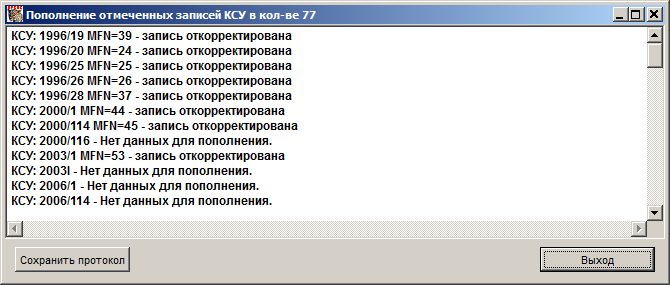 Пополнение отмеченных записей КСУ в кол-ве 77
КСУ: 1996/19 MFN=39 - запись откорректирована
КСУ: 1996/20 MFN=24 - запись откорректирована
КСУ: 1996/25 MFN=25 - запись откорректирована
КСУ: 1996/26 MFN=26 - запись откорректирована
КСУ: 1996/28 MFN=37 - запись откорректирована
КСУ: 2000/1 MFN=44 - запись откорректирована
КСУ: 2000/114 MFN=45 - запись откорректирована
КСУ: 2000/116 - Нет данных для пополнения.
КСУ: 2003/1 MFN=53 - запись откорректирована
КСУ: 2003I - Нет данных для пополнения.
КСУ: 2006/1 - Нет данных для пополнения.
КСУ: 2006/114 - Нет данных для пополнения.
Сохранить протокол
Выход